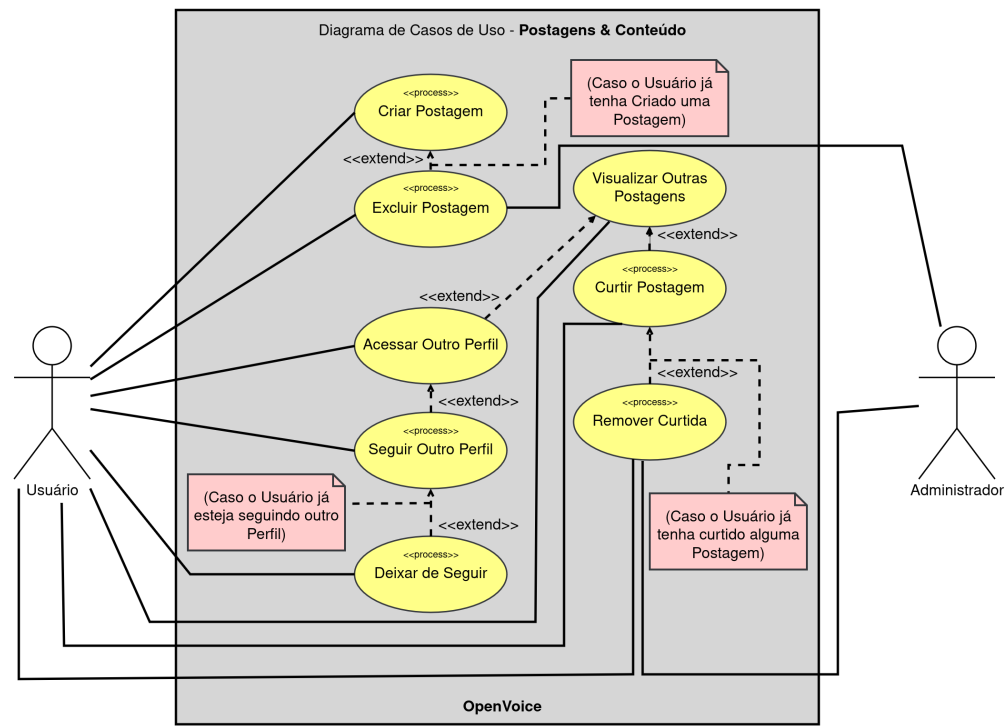 Diagrama de Casos de Uso - Postagens & Conteúdo
<<process>>
Criar Postagem
(Caso o Usuário já
tenha Criado uma
Postagem)
<<extend>>
<<process>>
Excluir Postagem
Visualizar Outras
Postagens
<<extend>>
<<process>>
Curtir Postagem
<<extend>>
Acessar Outro Perfil
<<extend>>
<<extend>>
<<process>>
Remover Curtida
<<process>>
Seguir Outro Perfil
Usuário
Administrador
(Caso o Usuário já
esteja seguindo outro
Perfil)
<<extend>>
(Caso o Usuário já
tenha curtido alguma
Postagem)
<<process>>
Deixar de Seguir
OpenVoice